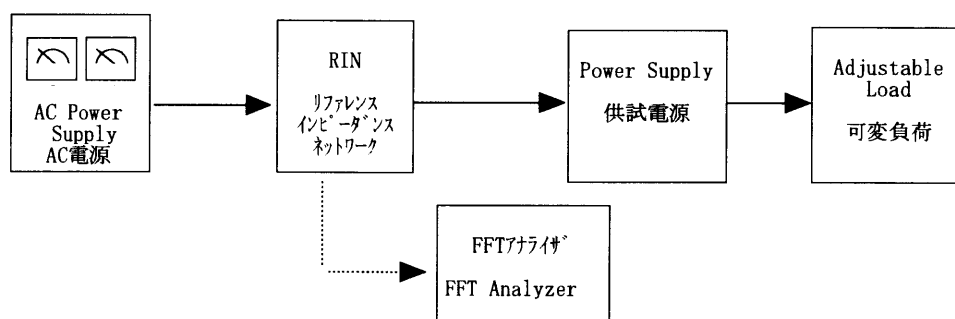 AC Power
Supply
AC電源
RIN
リファレンス
インピーダンス
ネットワーク
Power Supply
供試電源
Adjustable
Load
可変負荷
FFTアナライザ
FFT Analyzer